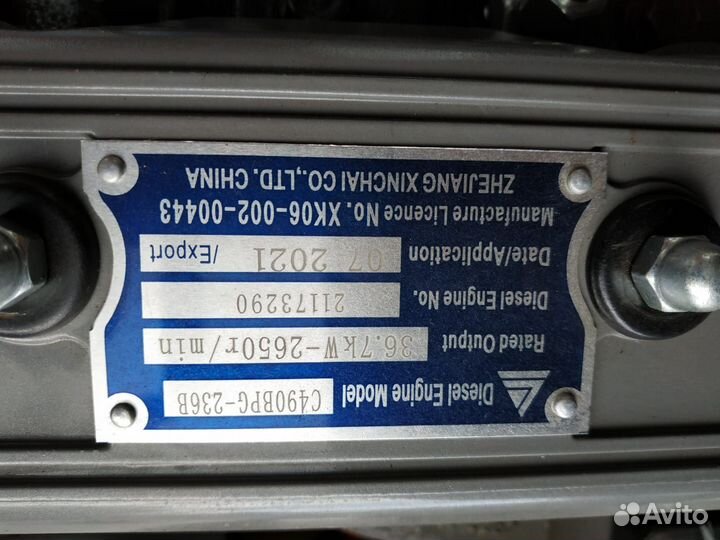 Diesel Engine Model C490BPG-236B
Rated Output 36.7kW-2650r/min
Diesel Engine No. 21173290
Date/Application 07 2021 /Export
Manufacture Licence No. XK06-002-00443
ZHEJIANG XINCHAI CO.,LTD. CHINA
Avito